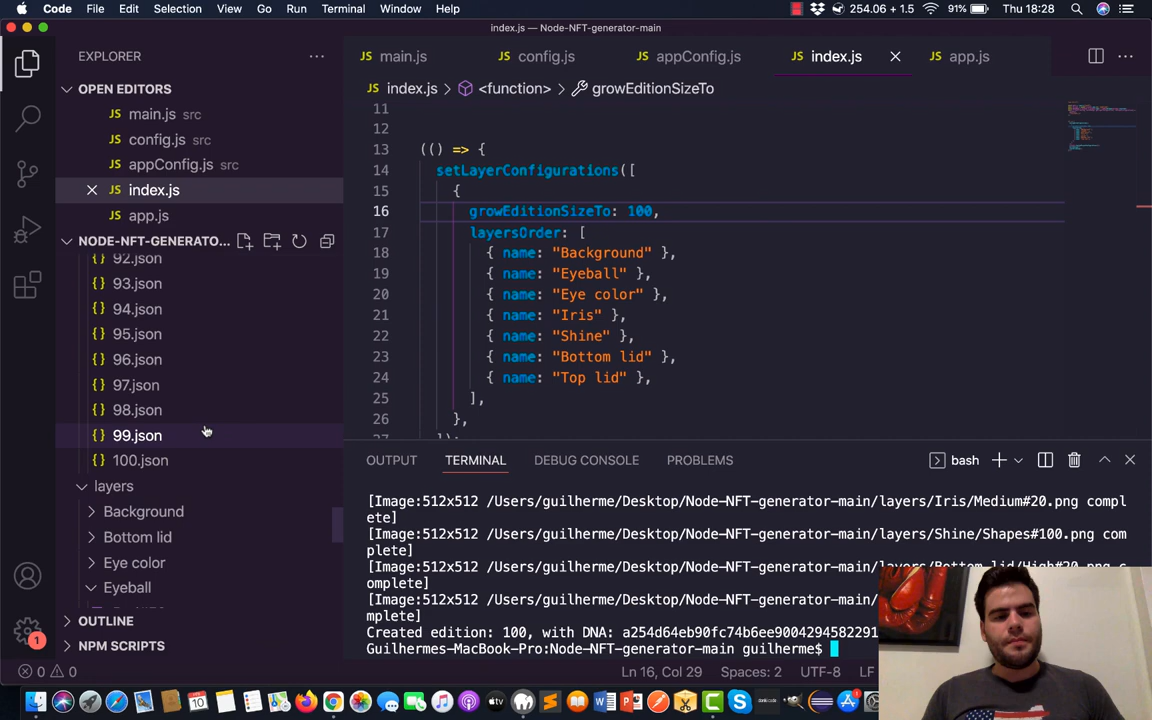 Code File Edit Selection View Go Run Terminal Window Help 254.06 + 1.5 91% Thu 18:28
index.js — Node-NFT-generator-main
EXPLORER
OPEN EDITORS
main.js src
config.js src
appConfig.js src
index.js
app.js
NODE-NFT-GENERATO...
92.json
93.json
94.json
95.json
96.json
97.json
98.json
99.json
100.json
layers
Background
Bottom lid
Eye color
Eyeball
OUTLINE
NPM SCRIPTS
JS main.js JS config.js JS appConfig.js JS index.js JS app.js
JS index.js > <function> > growEditionSizeTo
11
12
13 (() => {
14 setLayerConfigurations([
15 {
16 growEditionSizeTo: 100,
17 layersOrder: [
18 { name: "Background" },
19 { name: "Eyeball" },
20 { name: "Eye color" },
21 { name: "Iris" },
22 { name: "Shine" },
23 { name: "Bottom lid" },
24 { name: "Top lid" },
25 ],
26 },
27 ]);
OUTPUT TERMINAL DEBUG CONSOLE PROBLEMS bash
[Image:512x512 /Users/guilherme/Desktop/Node-NFT-generator-main/layers/Iris/Medium#20.png compl
ete]
[Image:512x512 /Users/guilherme/Desktop/Node-NFT-generator-main/layers/Shine/Shapes#100.png com
plete]
[Image:512x512 /Users/guilherme/Desktop/Node-NFT-generator-main/layers/Bottom lid/High#20.png c
omplete]
[Image:512x512 /Users/guilherme/Desktop/Node-NFT-generator-main/
mplete]
Created edition: 100, with DNA: a254d64eb90fc74b6ee9004294582291
Guilhermes-MacBook-Pro:Node-NFT-generator-main guilherme$
0 0 Ln 16, Col 29 Spaces: 2 UTF-8 LF